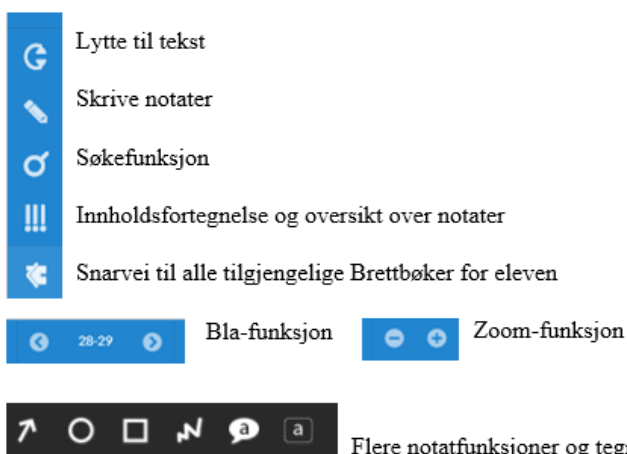 Lytte til tekst
Skrive notater
Søkefunksjon
Innholdsfortegnelse og oversikt over notater
Snarvei til alle tilgjengelige Brettbøker for eleven
28-29 Bla-funksjon Zoom-funksjon
a a Flere notatfunksjoner og